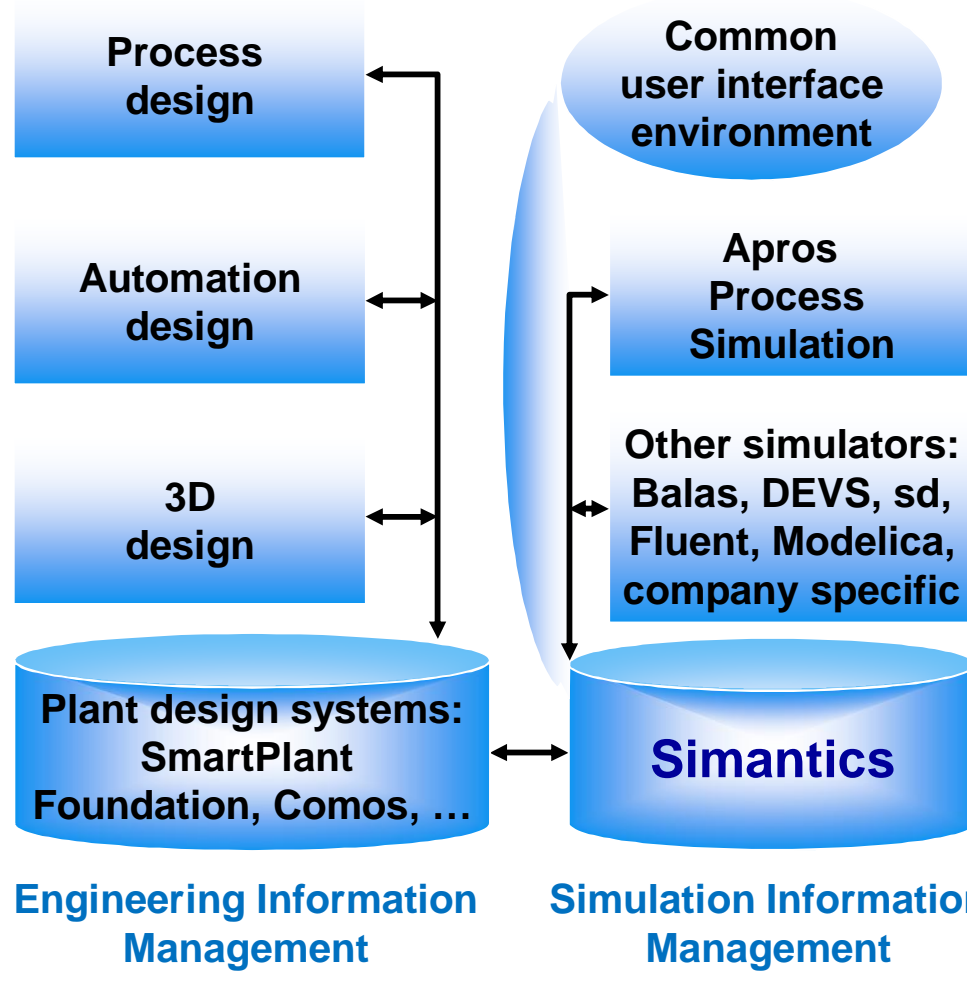 Process
design
Automation
design
3D
design
Plant design systems:
SmartPlant
Foundation, Comos, …
Engineering Information
Management
Common
user interface
environment
Apros
Process
Simulation
Other simulators:
Balas, DEVS, sd,
Fluent, Modelica,
company specific
Simantics
Simulation Information
Management